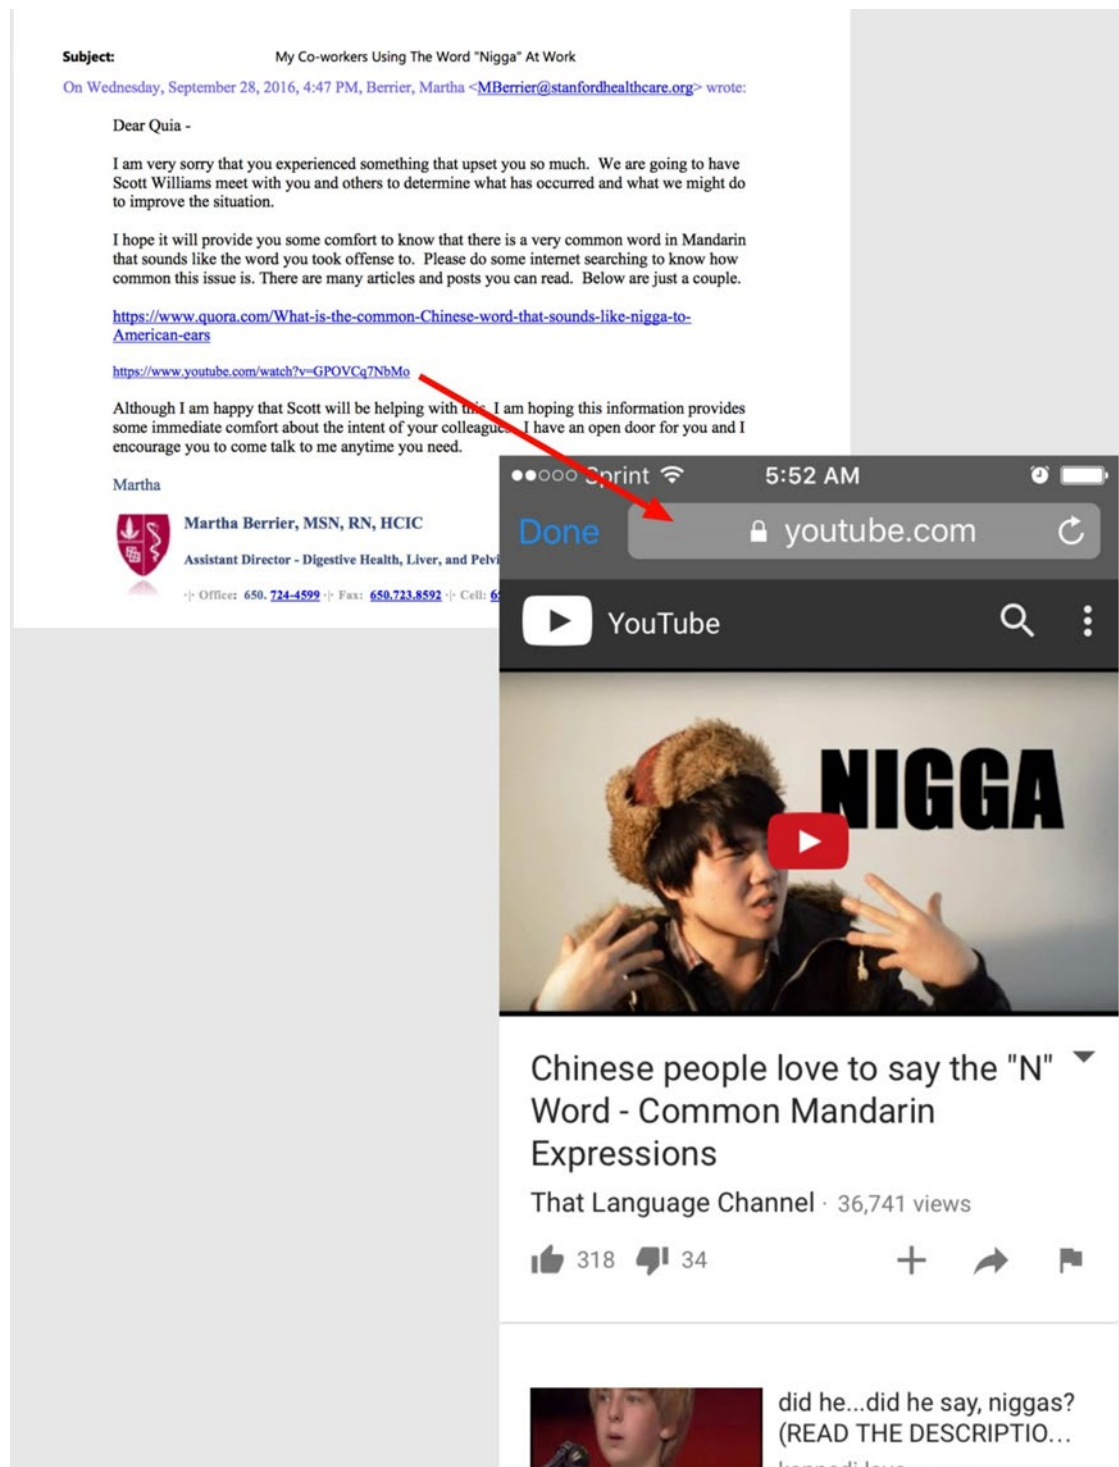 Subject: My Co-workers Using The Word "Nigga" At Work
On Wednesday, September 28, 2016, 4:47 PM, Berrier, Martha <MBerrier@stanfordhealthcare.org> wrote:
Dear Quia -
I am very sorry that you experienced something that upset you so much. We are going to have
Scott Williams meet with you and others to determine what has occurred and what we might do
to improve the situation.
I hope it will provide you some comfort to know that there is a very common word in Mandarin
that sounds like the word you took offense to. Please do some internet searching to know how
common this issue is. There are many articles and posts you can read. Below are just a couple.
https://www.quora.com/What-is-the-common-Chinese-word-that-sounds-like-nigga-to-
American-ears
https://www.youtube.com/watch?v=GPOVCq7NbMo
Although I am happy that Scott will be helping with this, I am hoping this information provides
some immediate comfort about the intent of your colleagues. I have an open door for you and I
encourage you to come talk to me anytime you need.
Martha
Martha Berrier, MSN, RN, HCIC
Assistant Director - Digestive Health, Liver, and
·|· Office: 650. 724-4599 ·|· Fax: 650.723.8592 ·|· Cell:
Sprint 5:52 AM
Done youtube.com
YouTube
NIGGA
Chinese people love to say the "N"
Word - Common Mandarin
Expressions
That Language Channel · 36,741 views
318 34
did he...did he say, niggas?
(READ THE DESCRIPTIO...